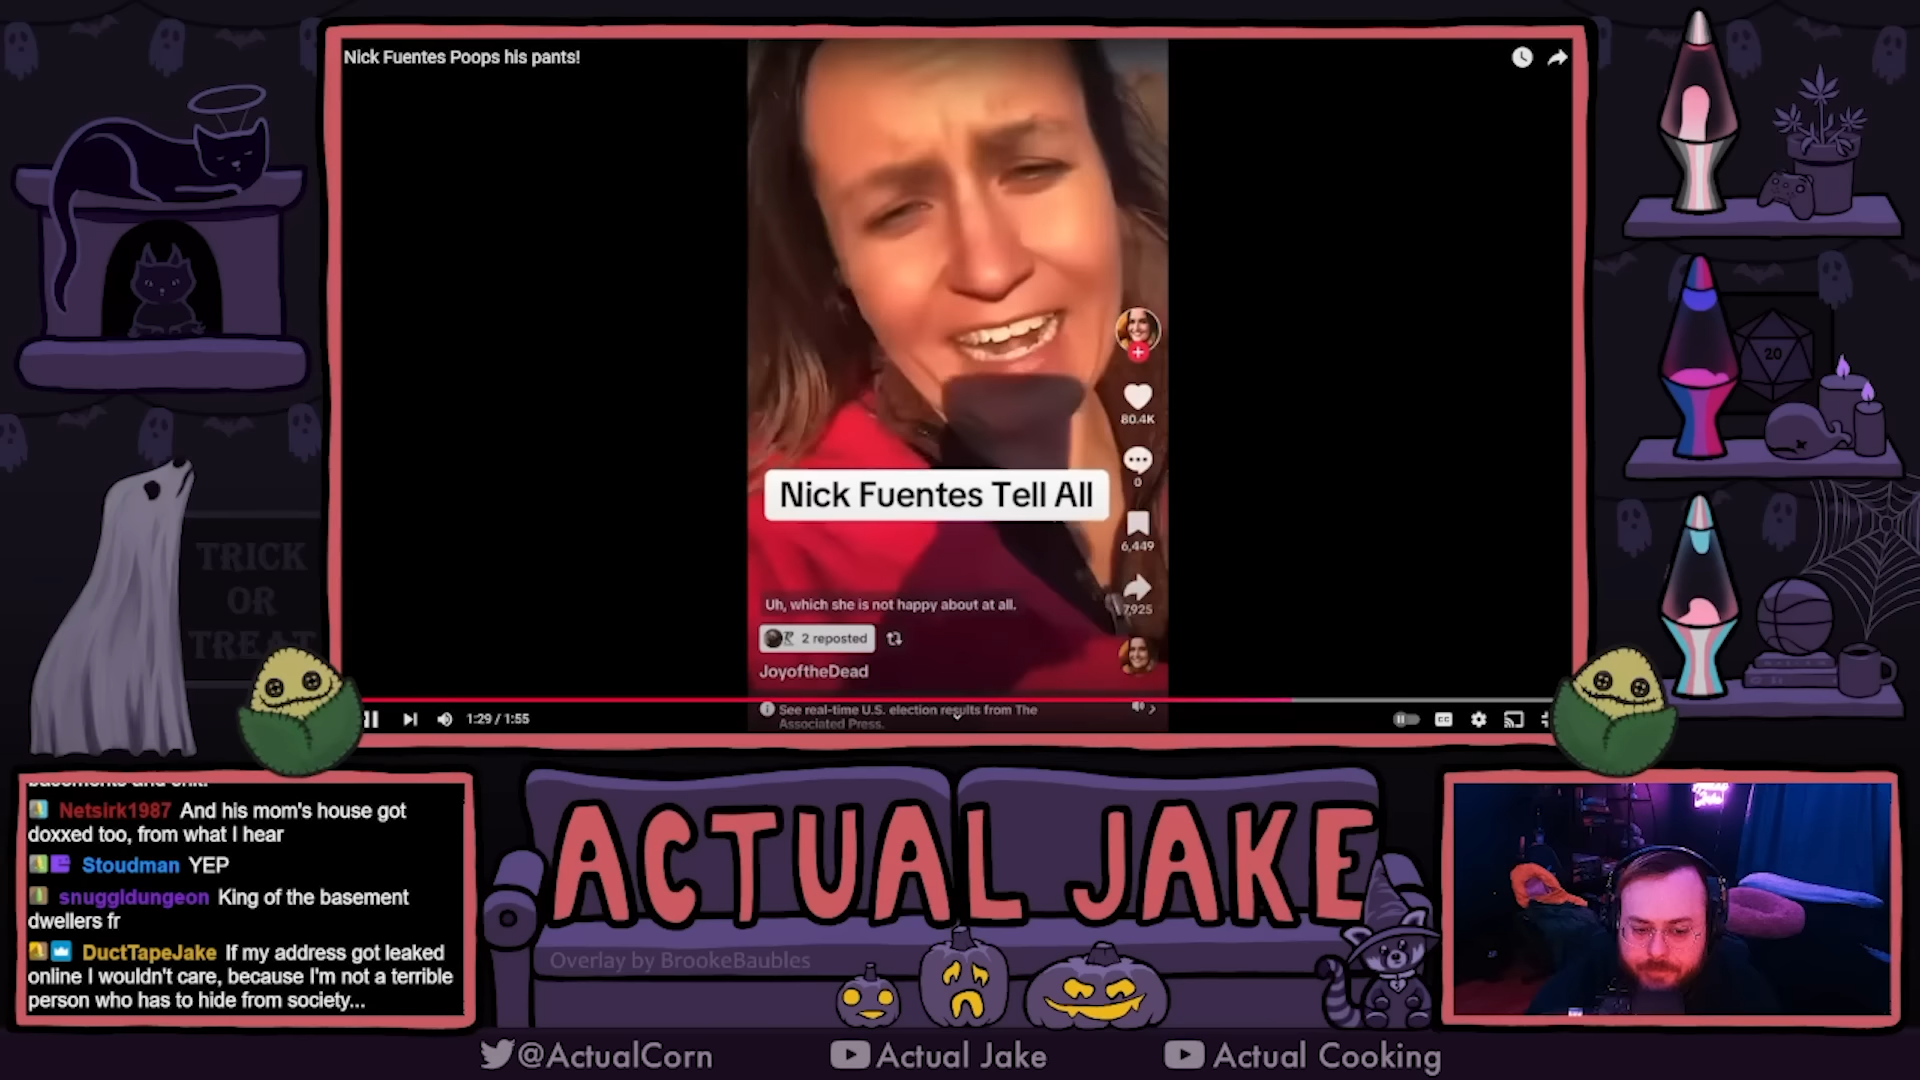 Nick Fuentes Poops his pants!
80.4K
0
6,449
7,925
Nick Fuentes Tell All
Uh, which she is not happy about at all.
2 reposted
JoyoftheDead
See real-time U.S. election results from The
Associated Press.
1:29 / 1:55
CC
20
TRICK
OR
TREAT
Netsirk1987 And his mom's house got
doxxed too, from what I hear
Stoudman YEP
snuggldungeon King of the basement
dwellers fr
DuctTapeJake If my address got leaked
online I wouldn't care, because I'm not a terrible
person who has to hide from society...
ACTUAL JAKE
Overlay by BrookeBaubles
@ActualCorn
Actual Jake
Actual Cooking